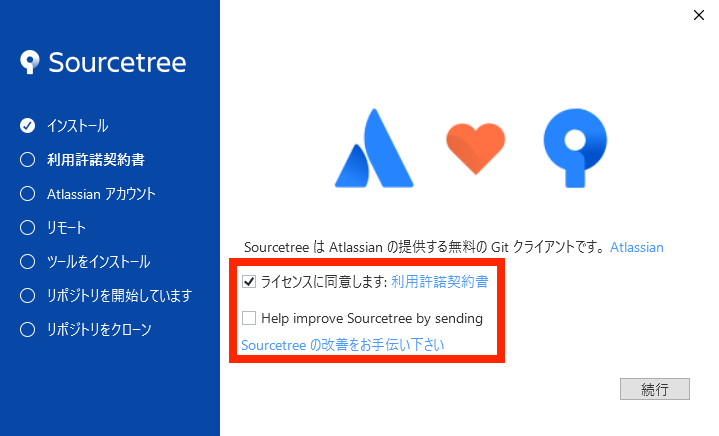 Sourcetree
インストール
利用許諾契約書
Atlassian アカウント
リモート
ツールをインストール
リポジトリを開始しています
リポジトリをクローン
Sourcetree は Atlassian の提供する無料の Git クライアントです。 Atlassian
ライセンスに同意します: 利用許諾契約書
Help improve Sourcetree by sending
Sourcetree の改善をお手伝い下さい
続行